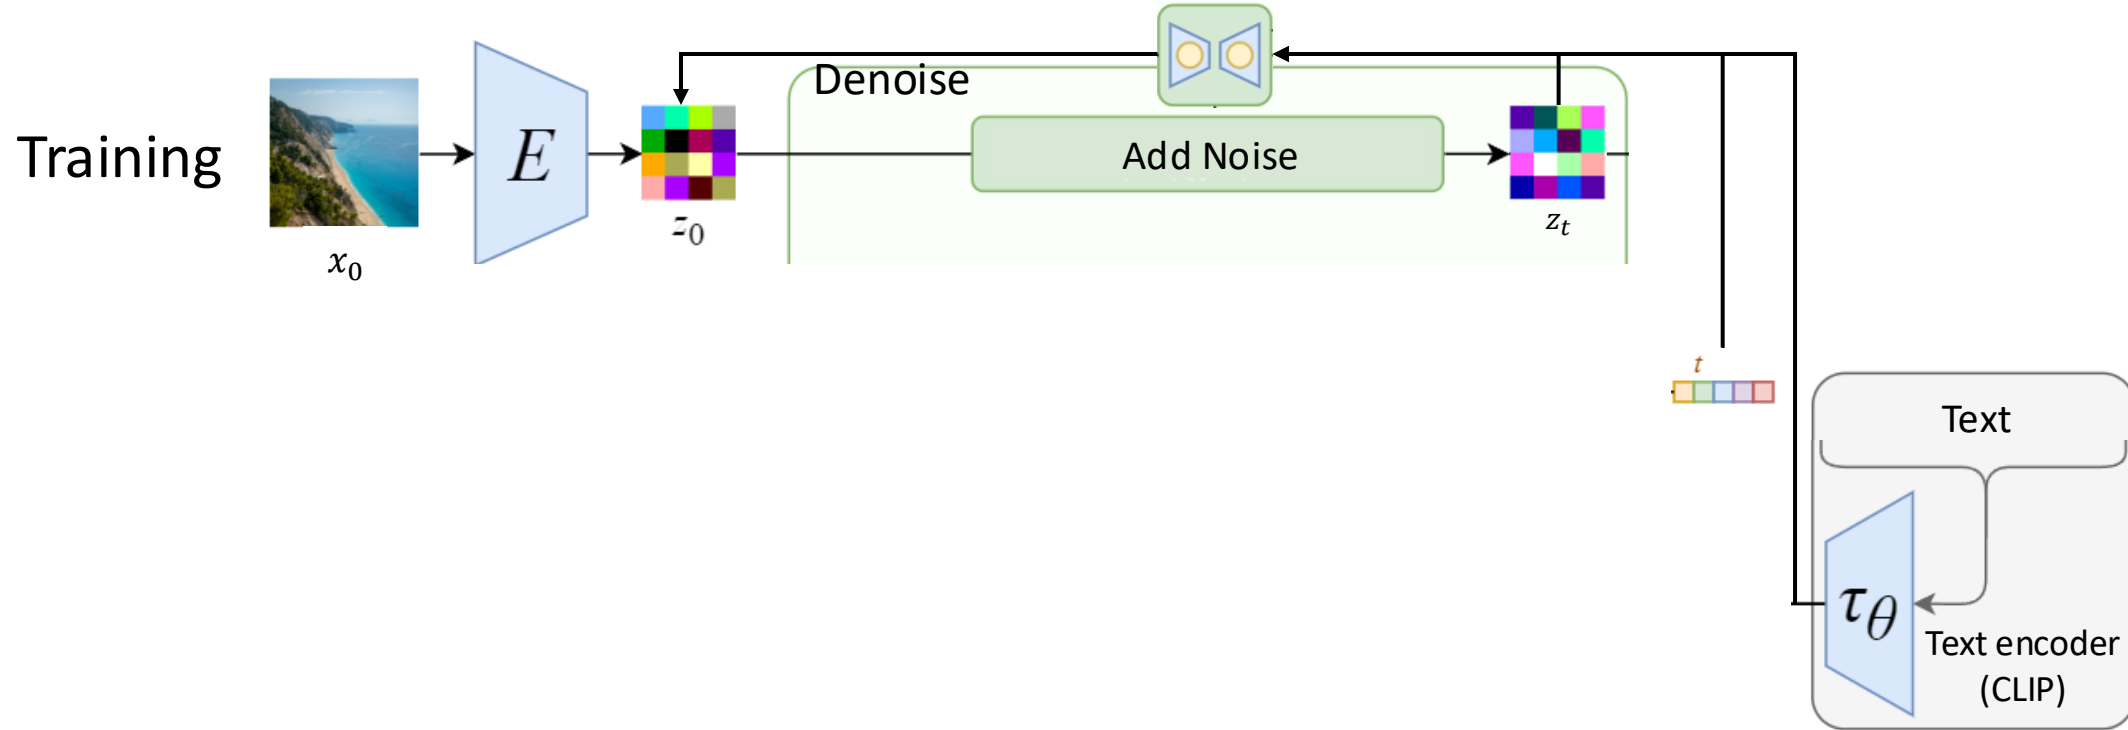 Denoise
Training
E
Add Noise
x₀
z₀
zₜ
t
Text
τθ
Text encoder
(CLIP)